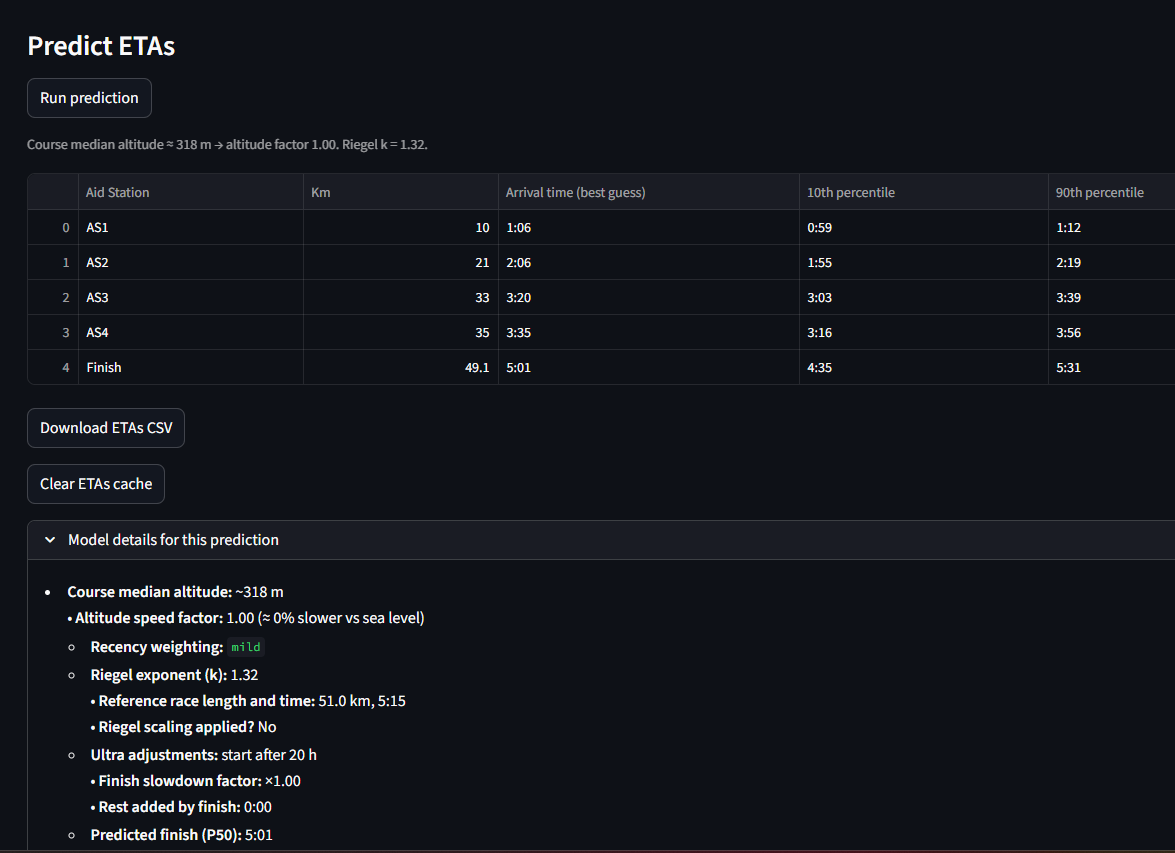 Predict ETAs
Run prediction
Course median altitude ≈ 318 m → altitude factor 1.00. Riegel k = 1.32.
Aid Station Km Arrival time (best guess) 10th percentile 90th percentile
0 AS1 10 1:06 0:59 1:12
1 AS2 21 2:06 1:55 2:19
2 AS3 33 3:20 3:03 3:39
3 AS4 35 3:35 3:16 3:56
4 Finish 49.1 5:01 4:35 5:31
Download ETAs CSV
Clear ETAs cache
Model details for this prediction
• Course median altitude: ~318 m
• Altitude speed factor: 1.00 (≈ 0% slower vs sea level)
◦ Recency weighting: mild
◦ Riegel exponent (k): 1.32
• Reference race length and time: 51.0 km, 5:15
• Riegel scaling applied? No
◦ Ultra adjustments: start after 20 h
• Finish slowdown factor: ×1.00
• Rest added by finish: 0:00
◦ Predicted finish (P50): 5:01